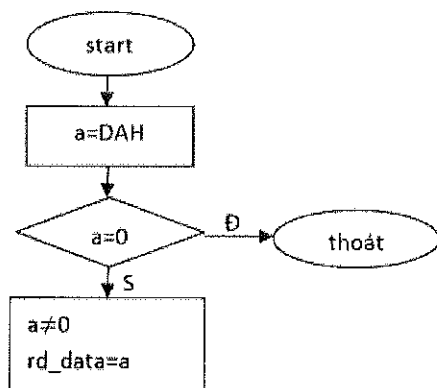 start
a=DAH
a=0
Đ
thoát
S
a≠0
rd_data=a